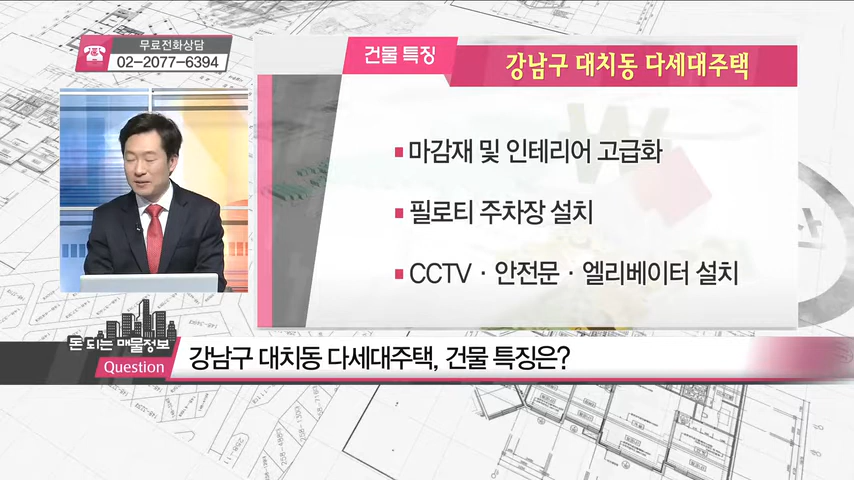 무료전화상담
02-2077-6394
건물 특징
강남구 대치동 다세대주택
마감재 및 인테리어 고급화
필로티 주차장 설치
CCTV · 안전문 · 엘리베이터 설치
돈 되는 매물정보
Question
강남구 대치동 다세대주택, 건물 특징은?